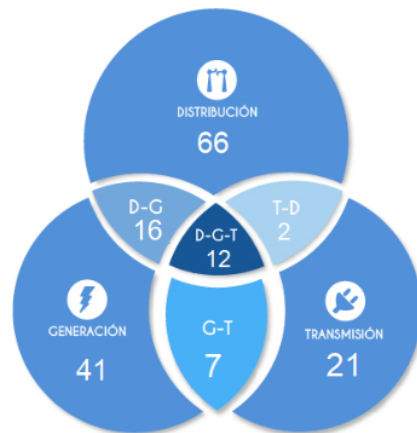 DISTRIBUCIÓN
66
D-G
16
T-D
2
D-G-T
12
GENERACIÓN
41
G-T
7
TRANSMISIÓN
21